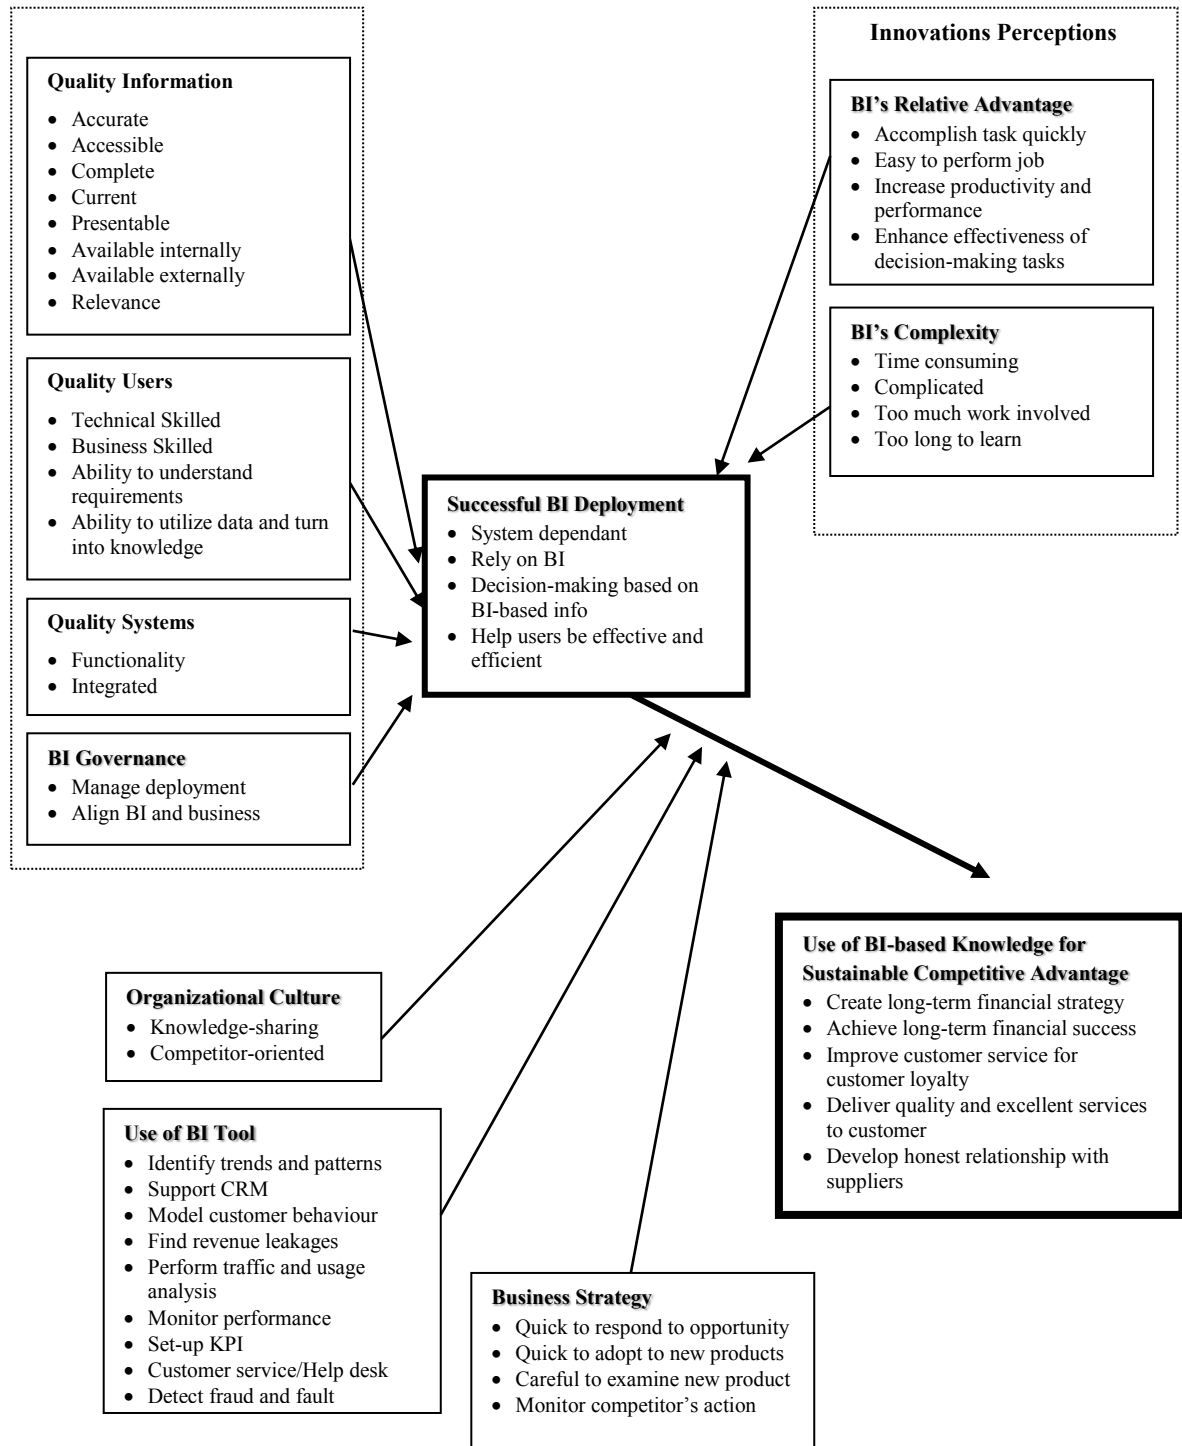 Quality Information
• Accurate
• Accessible
• Complete
• Current
• Presentable
• Available internally
• Available externally
• Relevance
Quality Users
• Technical Skilled
• Business Skilled
• Ability to understand
requirements
• Ability to utilize data and turn
into knowledge
Quality Systems
• Functionality
• Integrated
BI Governance
• Manage deployment
• Align BI and business
Innovations Perceptions
BI’s Relative Advantage
• Accomplish task quickly
• Easy to perform job
• Increase productivity and
performance
• Enhance effectiveness of
decision-making tasks
BI’s Complexity
• Time consuming
• Complicated
• Too much work involved
• Too long to learn
Successful BI Deployment
• System dependant
• Rely on BI
• Decision-making based on
BI-based info
• Help users be effective and
efficient
Organizational Culture
• Knowledge-sharing
• Competitor-oriented
Use of BI Tool
• Identify trends and patterns
• Support CRM
• Model customer behaviour
• Find revenue leakages
• Perform traffic and usage
analysis
• Monitor performance
• Set-up KPI
• Customer service/Help desk
• Detect fraud and fault
Business Strategy
• Quick to respond to opportunity
• Quick to adopt to new products
• Careful to examine new product
• Monitor competitor’s action
Use of BI-based Knowledge for
Sustainable Competitive Advantage
• Create long-term financial strategy
• Achieve long-term financial success
• Improve customer service for
customer loyalty
• Deliver quality and excellent services
to customer
• Develop honest relationship with
suppliers